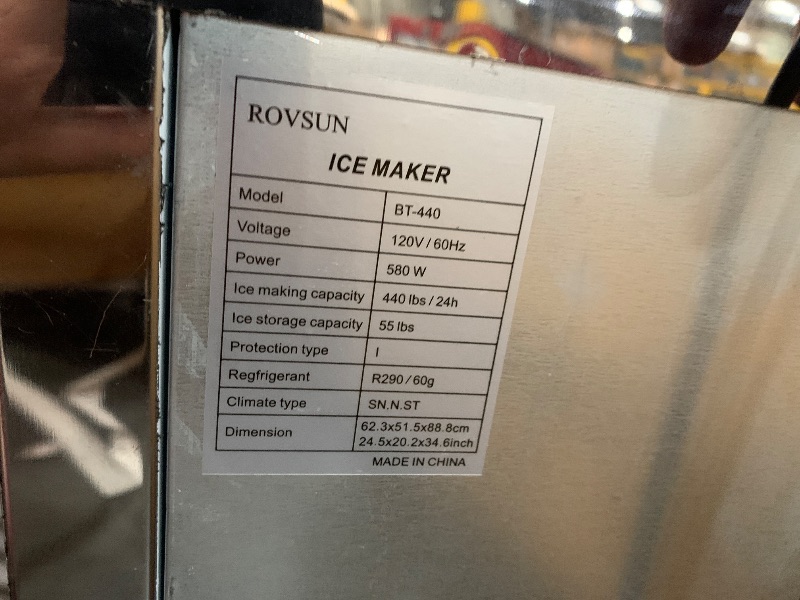 ROVSUN
ICE MAKER
Model BT-440
Voltage 120V / 60Hz
Power 580 W
Ice making capacity 440 lbs / 24h
Ice storage capacity 55 lbs
Protection type I
Regfrigerant R290 / 60g
Climate type SN.N.ST
Dimension 62.3x51.5x88.8cm
24.5x20.2x34.6inch
MADE IN CHINA